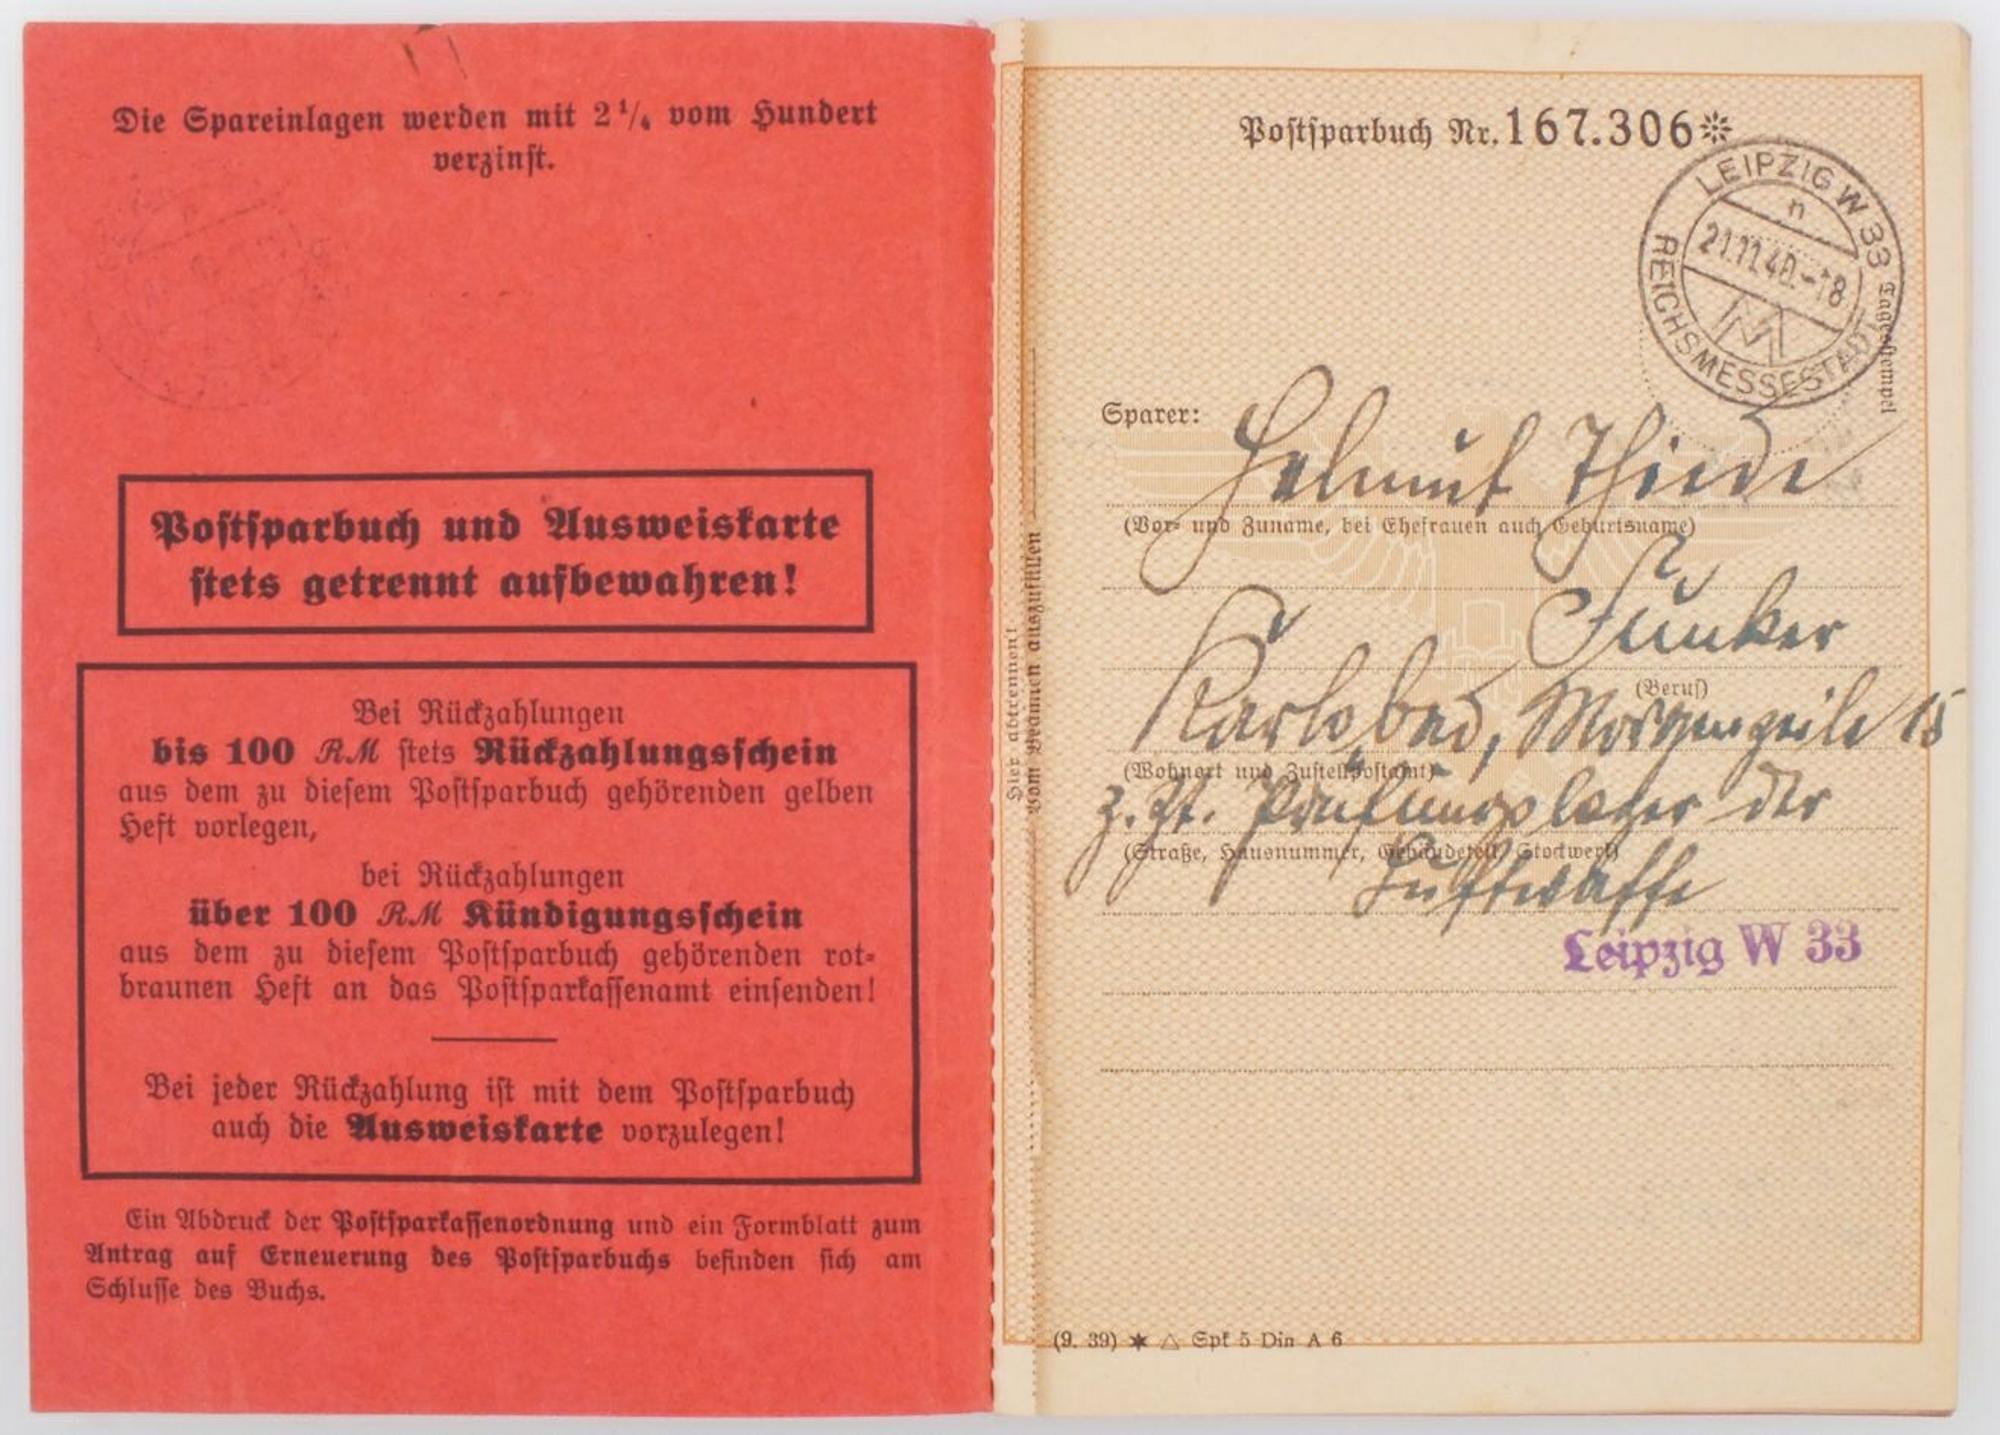 Die Spareinlagen werden mit 2 1/4 vom Hundert
verzinst.
Postsparbuch und Ausweiskarte
stets getrennt aufbewahren!
Bei Rückzahlungen
bis 100 RM stets Rückzahlungsschein
aus dem zu diesem Postsparbuch gehörenden gelben
Heft vorlegen,
bei Rückzahlungen
über 100 RM Kündigungsschein
aus dem zu diesem Postsparbuch gehörenden rot-
braunen Heft an das Postsparkassenamt einsenden!
Bei jeder Rückzahlung ist mit dem Postsparbuch
auch die Ausweiskarte vorzulegen!
Ein Abdruck der Postsparkassenordnung und ein Formblatt zum
Antrag auf Erneuerung des Postsparbuchs befinden sich am
Schlusse des Buchs.
Hier abtrennen!
Vom Beamten auszufüllen
Postsparbuch Nr. 167.306
LEIPZIG W 33
n
21.11.40.-18
REICHSMESSESTADT
Tagesstempel
Sparer: Helmut Thiede
(Vor- und Zuname, bei Ehefrauen auch Geburtsname)
Funker
(Beruf)
Karlsbad, Morgenzeile 15
(Wohnort und Zustellpostamt)
z. Zt. Prüfungslager der
(Straße, Hausnummer, Gebäudeteil, Stockwerk)
Luftwaffe
Leipzig W 33
(9. 39) ★ △ Spk 5 Din A 6